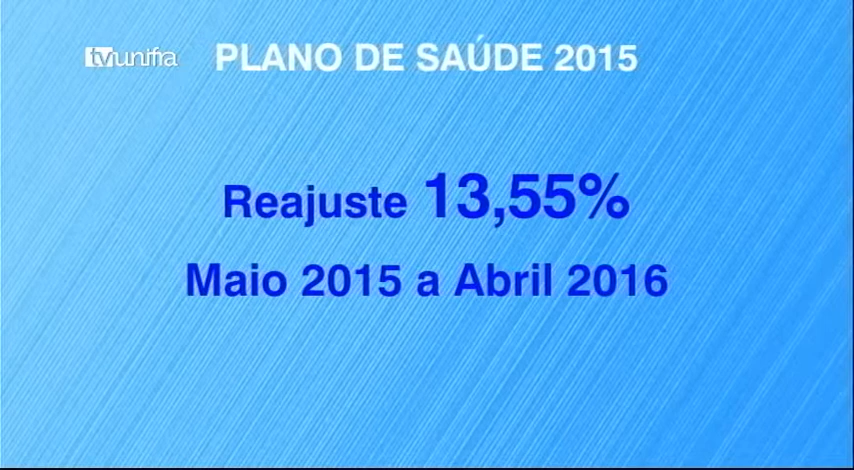 tvunifra PLANO DE SAÚDE 2015
Reajuste 13,55%
Maio 2015 a Abril 2016